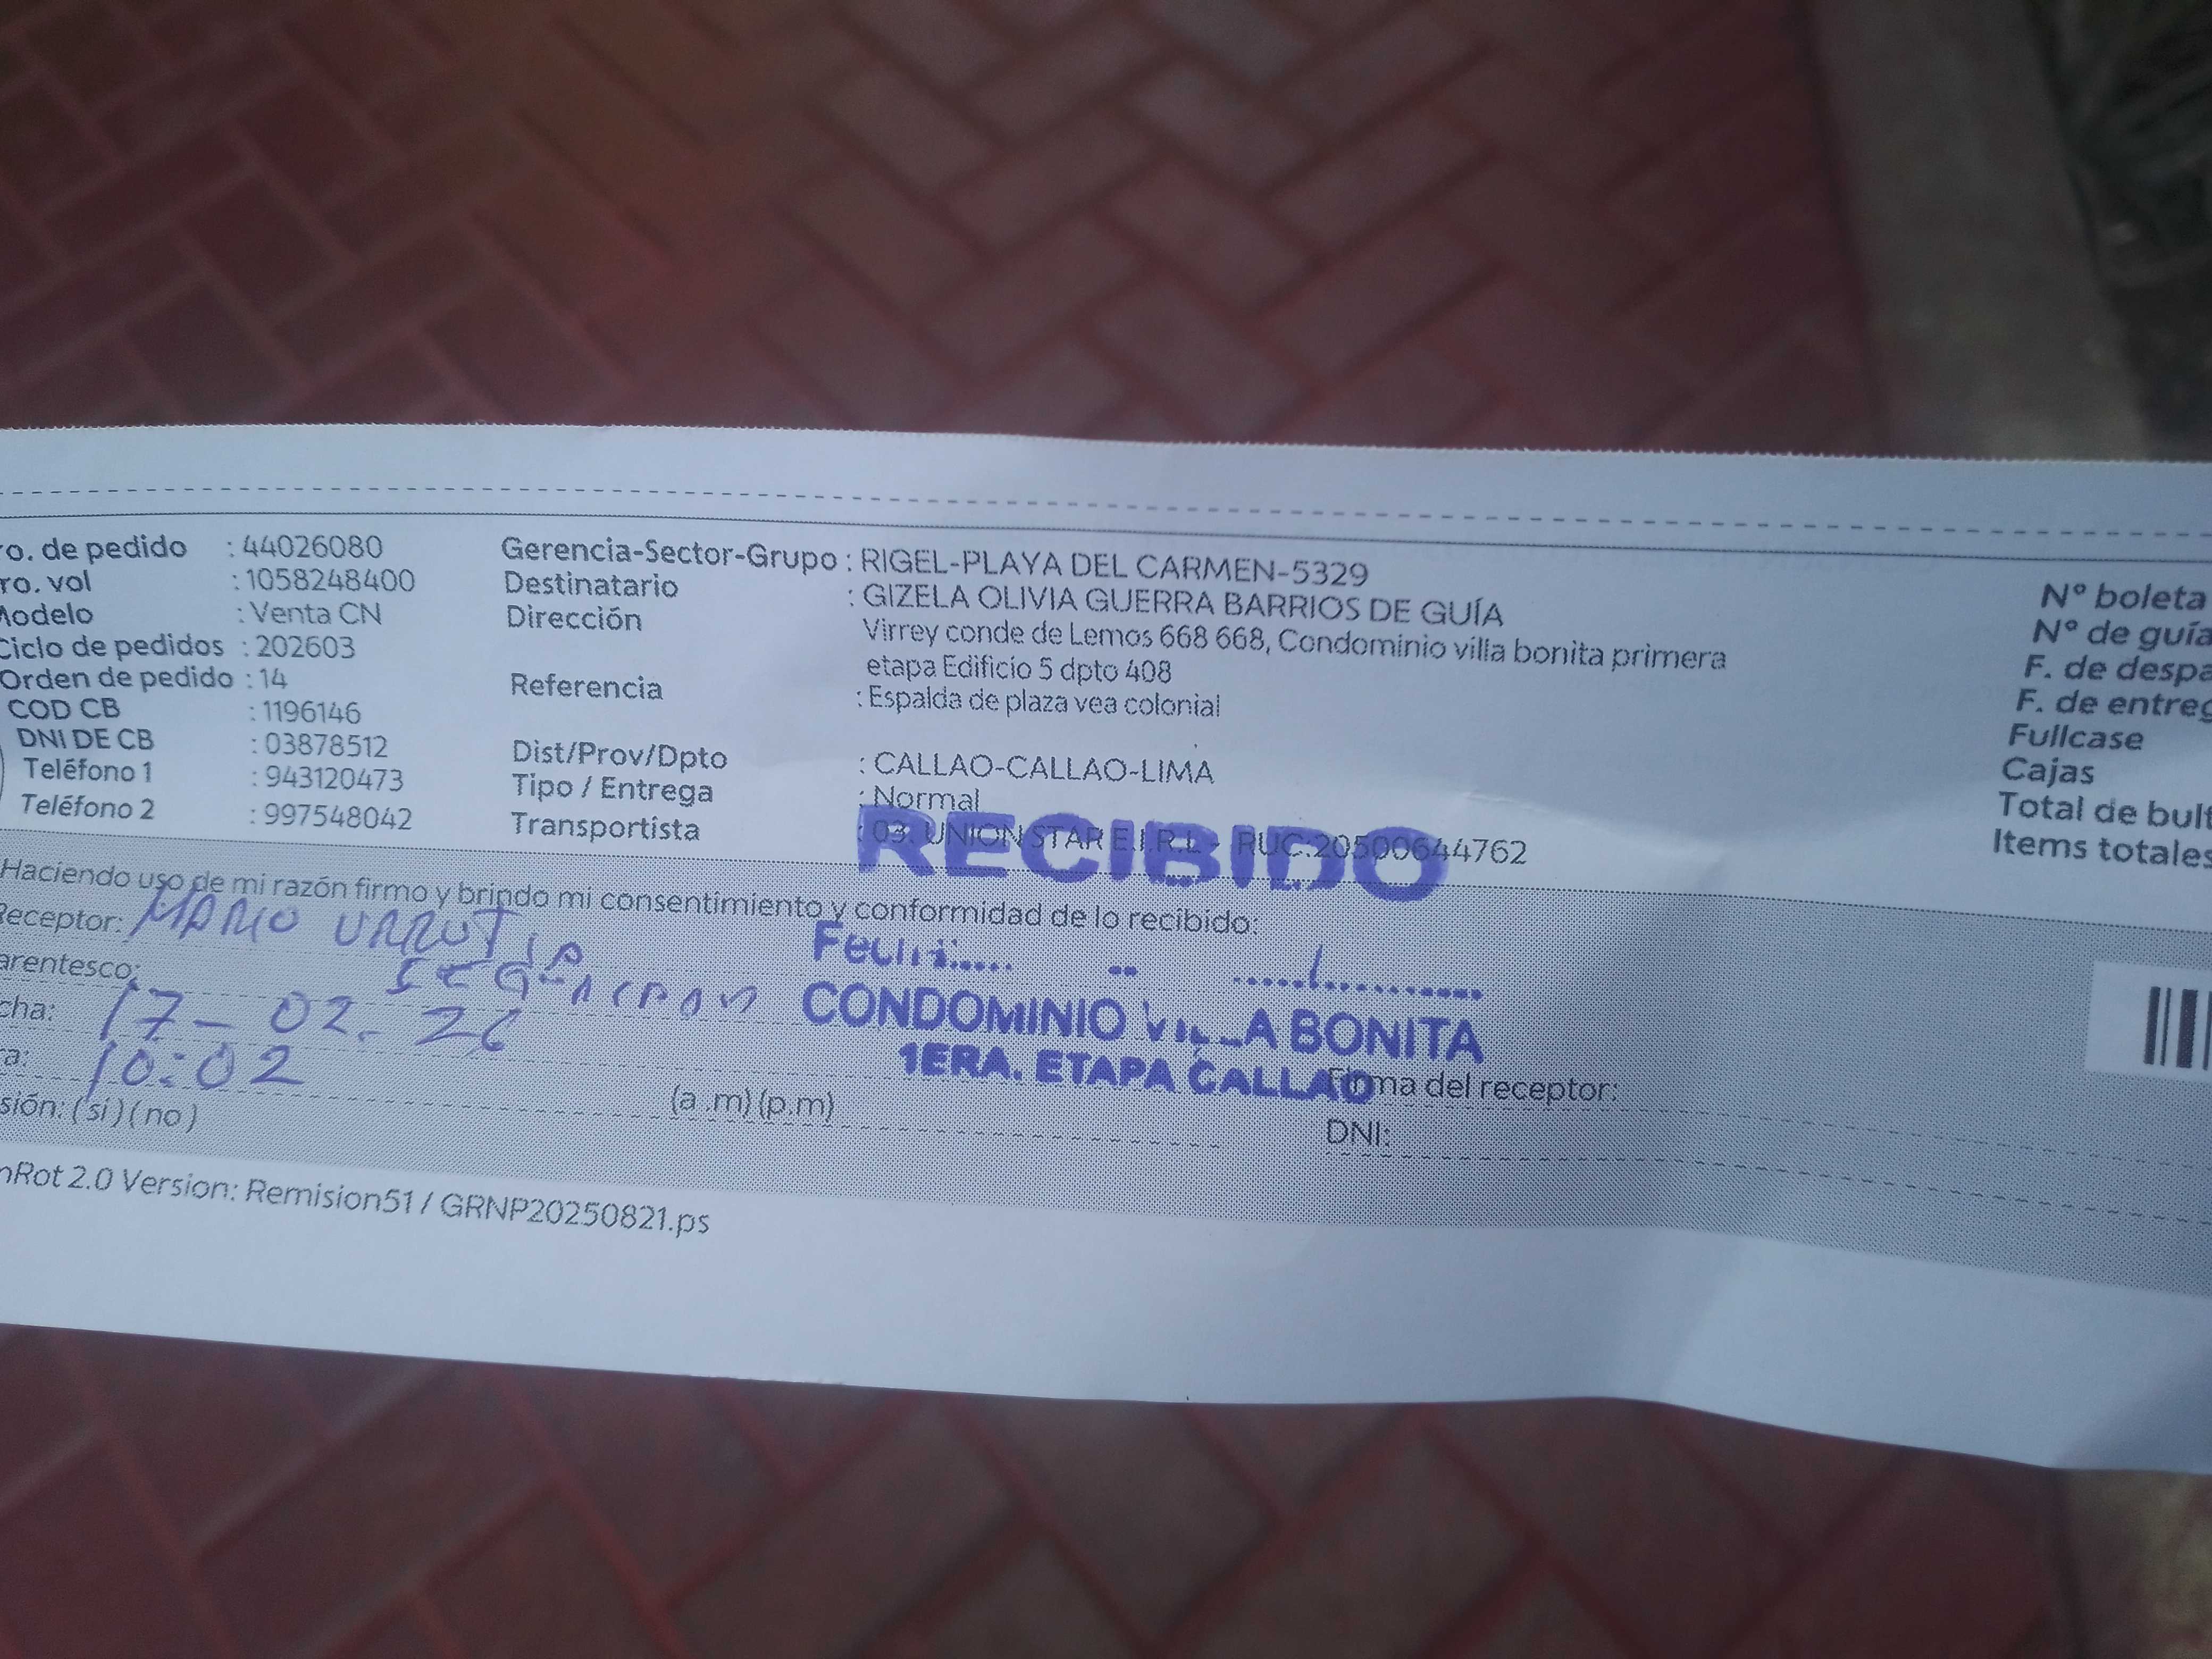 ro. de pedido : 44026080
ro. vol : 1058248400
Modelo : Venta CN
Ciclo de pedidos : 202603
Orden de pedido : 14
COD CB : 1196146
DNI DE CB : 03878512
Teléfono 1 : 943120473
Teléfono 2 : 997548042
Gerencia-Sector-Grupo : RIGEL-PLAYA DEL CARMEN-5329
Destinatario : GIZELA OLIVIA GUERRA BARRIOS DE GUÍA
Dirección Virrey conde de Lemos 668 668, Condominio villa bonita primera
etapa Edificio 5 dpto 408
Referencia : Espalda de plaza vea colonial
Dist/Prov/Dpto : CALLAO-CALLAO-LIMA
Tipo / Entrega : Normal
Transportista : 03. UNION STAR E.I.R.L - RUC:20500644762
Nº boleta
Nº de guía
F. de despa
F. de entreg
Fullcase
Cajas
Total de bult
Items totales
RECIBIDO
Haciendo uso de mi razón firmo y brindo mi consentimiento y conformidad de lo recibido:
Receptor: MARIO URRUTIA
arentesco:
cha: 17-02-26
a: 10:02 (a .m) (p.m)
sión: (si) (no)
CONDOMINIO VILLA BONITA
1ERA. ETAPA CALLAO
Firma del receptor:
DNI:
nRot 2.0 Version: Remision51 / GRNP20250821.ps